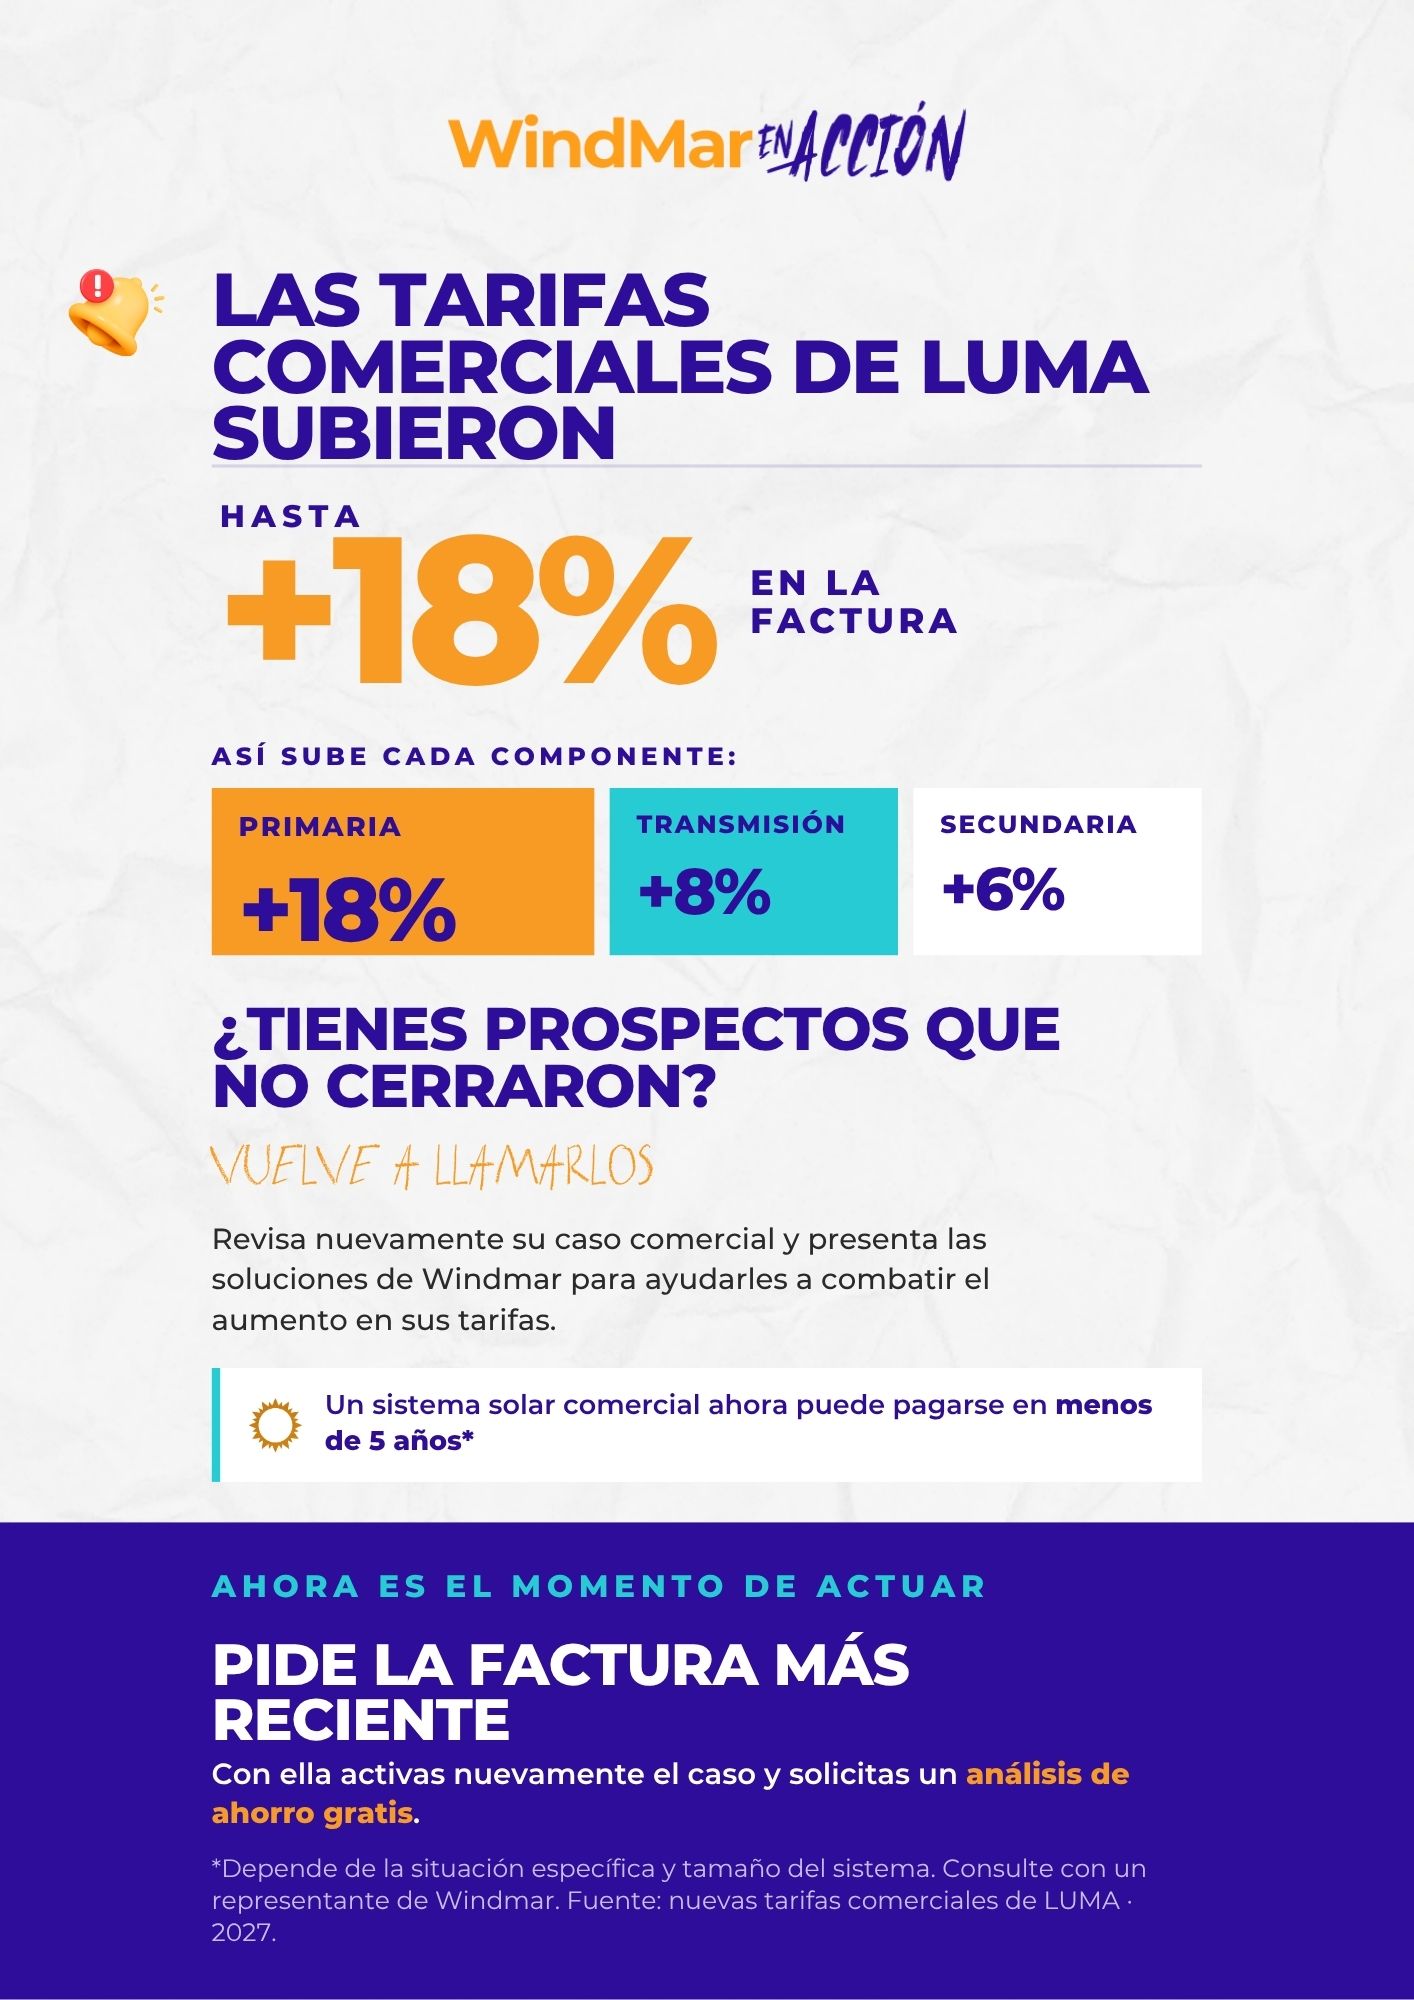 WindMar EN ACCIÓN
LAS TARIFAS
COMERCIALES DE LUMA
SUBIERON
HASTA
+18%
EN LA
FACTURA
ASÍ SUBE CADA COMPONENTE:
PRIMARIA
+18%
TRANSMISIÓN
+8%
SECUNDARIA
+6%
¿TIENES PROSPECTOS QUE
NO CERRARON?
VUELVE A LLAMARLOS
Revisa nuevamente su caso comercial y presenta las
soluciones de Windmar para ayudarles a combatir el
aumento en sus tarifas.
Un sistema solar comercial ahora puede pagarse en menos
de 5 años*
AHORA ES EL MOMENTO DE ACTUAR
PIDE LA FACTURA MÁS
RECIENTE
Con ella activas nuevamente el caso y solicitas un análisis de
ahorro gratis.
*Depende de la situación específica y tamaño del sistema. Consulte con un
representante de Windmar. Fuente: nuevas tarifas comerciales de LUMA ·
2027.